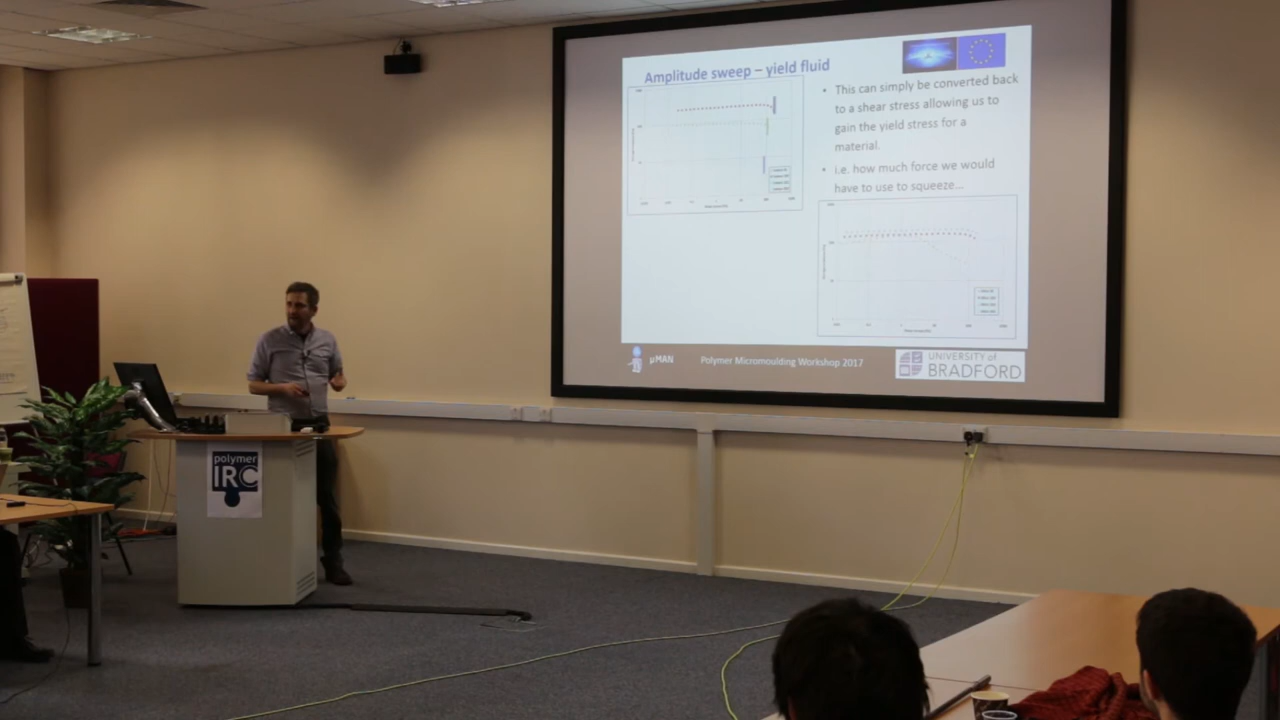 Amplitude sweep – yield fluid
• This can simply be converted back
to a shear stress allowing us to
gain the yield stress for a
material.
• i.e. how much force we would
have to use to squeeze...
µMAN
Polymer Micromoulding Workshop 2017
UNIVERSITY of
BRADFORD
polymer
IRC